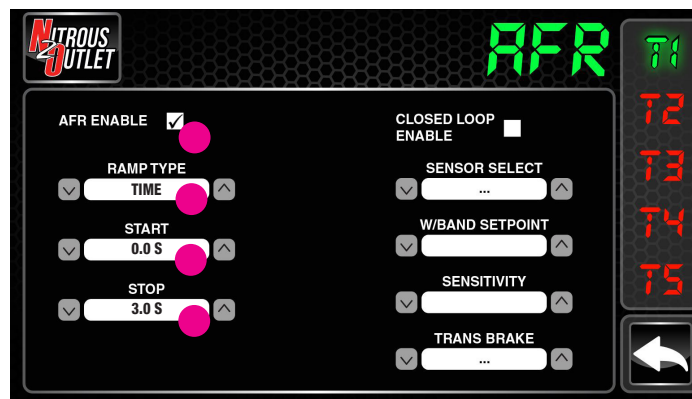 NITROUS
OUTLET
AFR
T1
T2
T3
T4
T5
AFR ENABLE
RAMP TYPE
TIME
START
0.0 S
STOP
3.0 S
CLOSED LOOP
ENABLE
SENSOR SELECT
...
W/BAND SETPOINT
SENSITIVITY
TRANS BRAKE
...